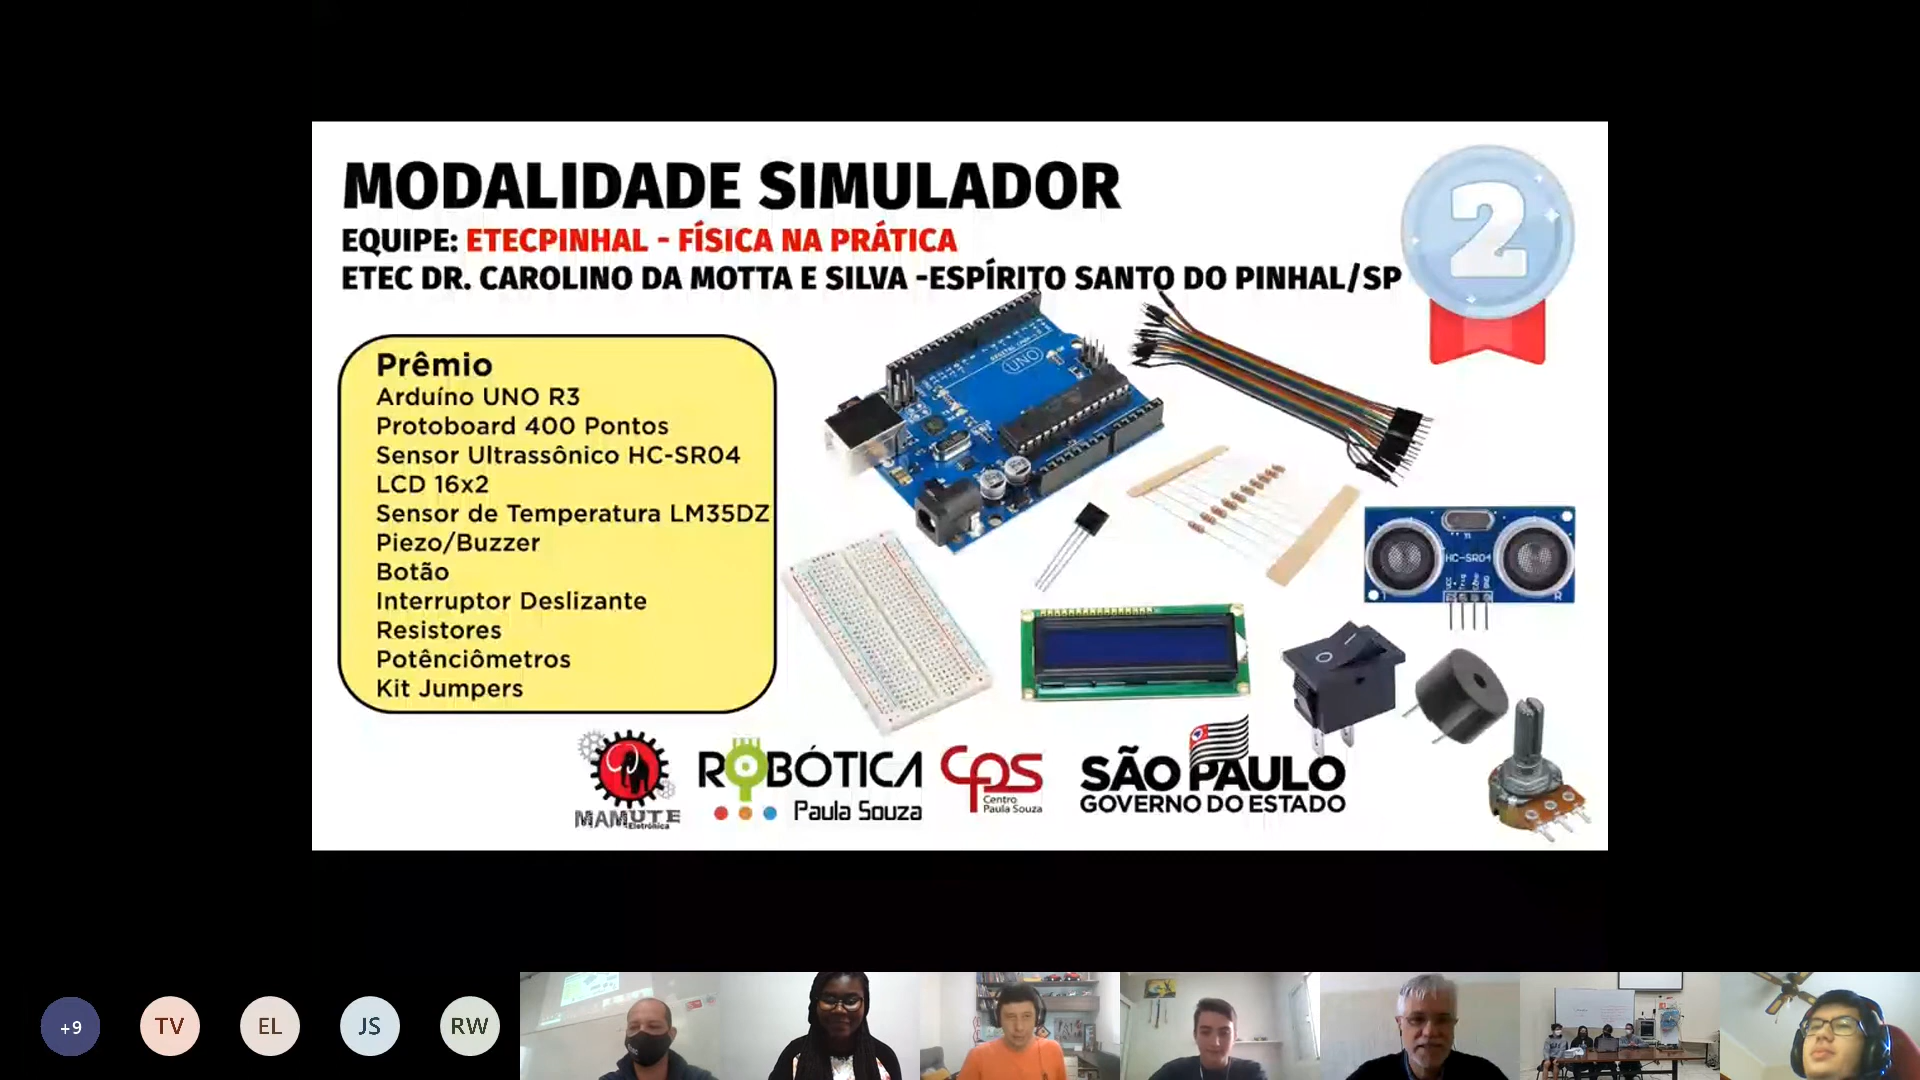 MODALIDADE SIMULADOR
EQUIPE: ETECPINHAL - FÍSICA NA PRÁTICA
ETEC DR. CAROLINO DA MOTTA E SILVA -ESPÍRITO SANTO DO PINHAL/SP
2
Prêmio
Arduíno UNO R3
Protoboard 400 Pontos
Sensor Ultrassônico HC-SR04
LCD 16x2
Sensor de Temperatura LM35DZ
Piezo/Buzzer
Botão
Interruptor Deslizante
Resistores
Potênciômetros
Kit Jumpers
UNO
HC-SR04
MAMUTE
Eletrônica
ROBÓTICA
Paula Souza
CPS
Centro
Paula Souza
SÃO PAULO
GOVERNO DO ESTADO
+9
TV
EL
JS
RW